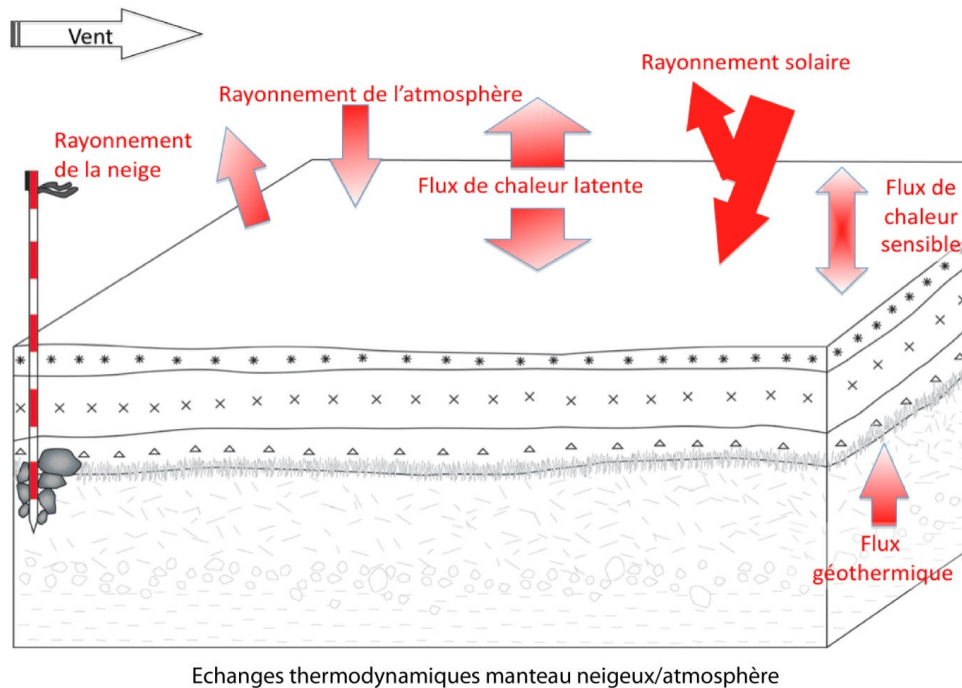 Vent
Rayonnement solaire
Rayonnement de l'atmosphère
Rayonnement
de la neige
Flux de chaleur latente
Flux de
chaleur
sensible
Flux
géothermique
Echanges thermodynamiques manteau neigeux/atmosphère